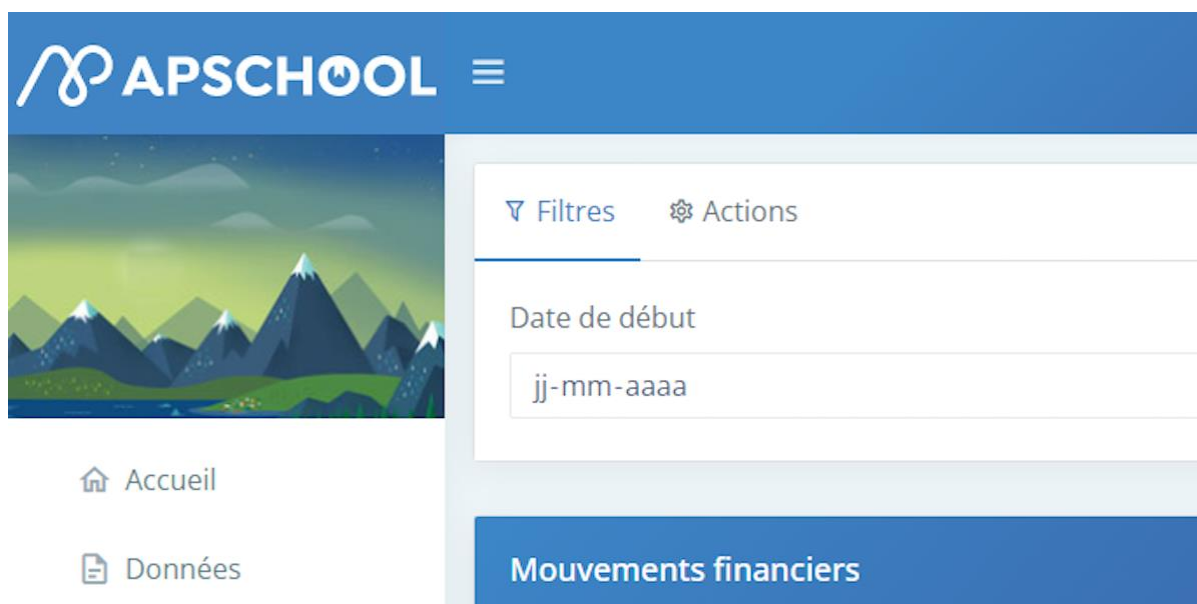 APSCHOOL
Filtres
Actions
Date de début
jj-mm-aaaa
Accueil
Données
Mouvements financiers